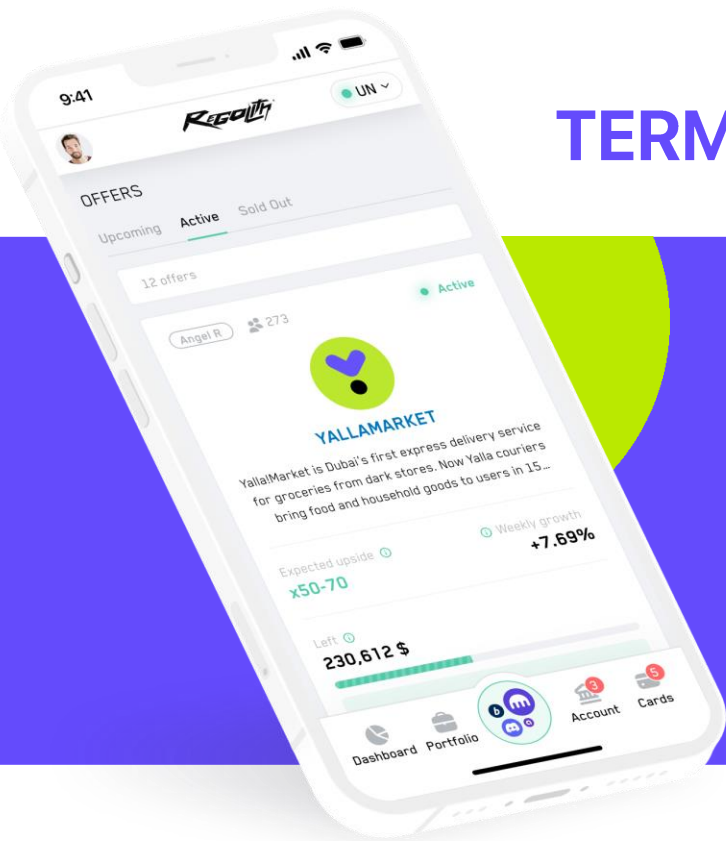 TERM
9:41
REGOLITH
UN
OFFERS
Upcoming Active Sold Out
12 offers
Angel R 273 Active
YALLAMARKET
Yalla!Market is Dubai's first express delivery service
for groceries from dark stores. Now Yalla couriers
bring food and household goods to users in 15...
Expected upside Weekly growth
x50-70 +7.69%
Left
230,612 $
Dashboard Portfolio Account 3 Cards 5
b